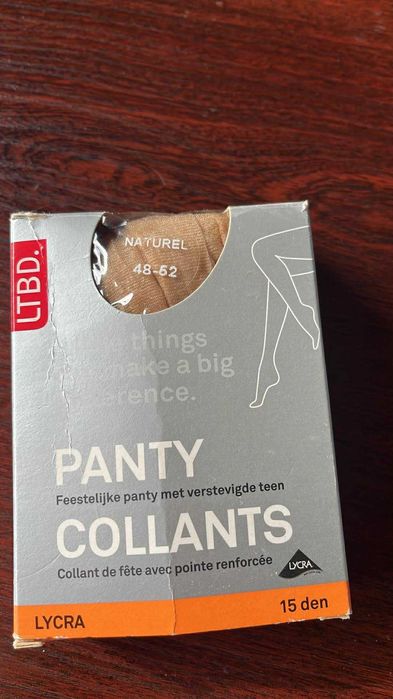 NATUREL
48-52
LTBD.
things
make a big
erence.
PANTY
Feestelijke panty met verstevigde teen
COLLANTS
Collant de fête avec pointe renforcée
LYCRA
LYCRA
15 den